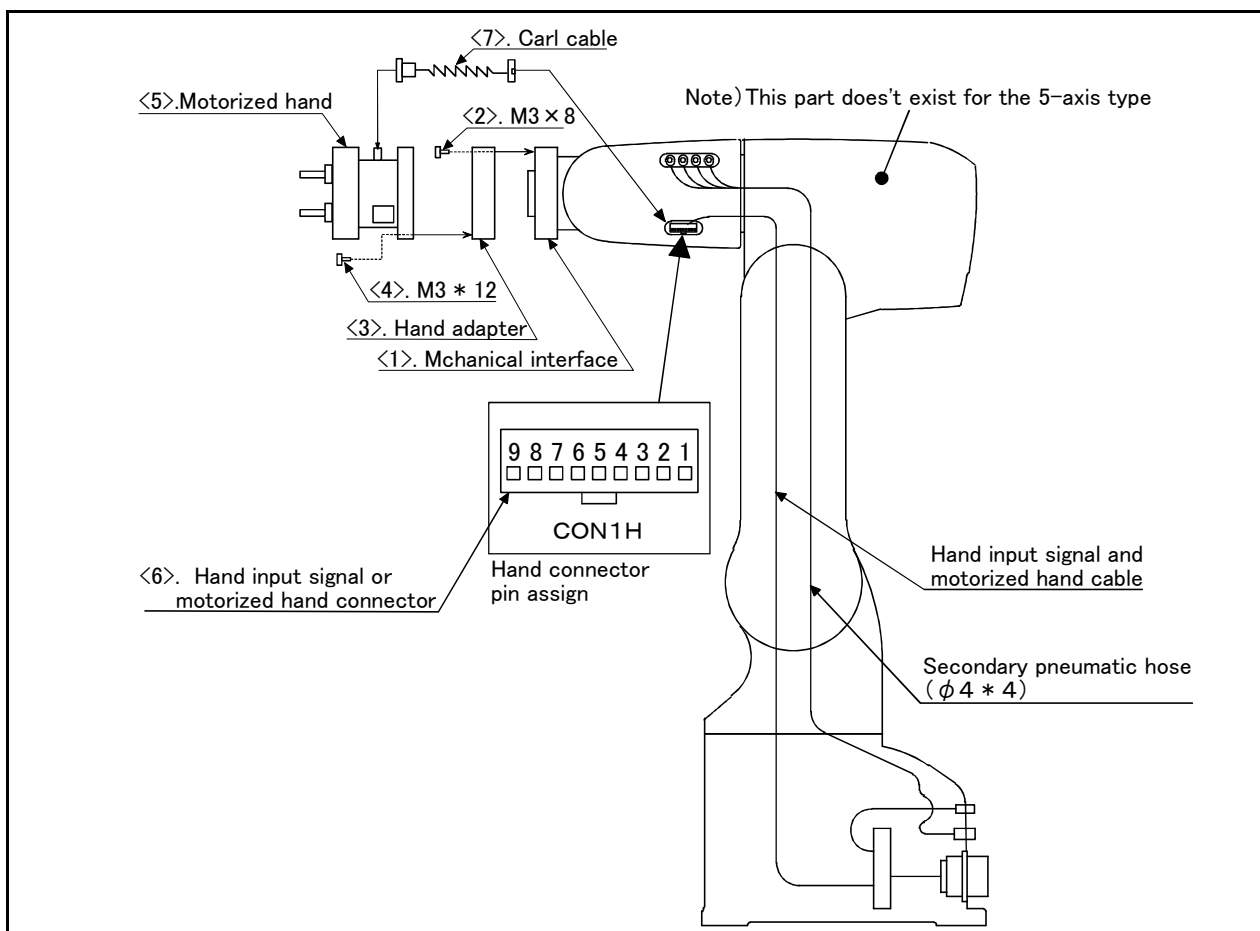 <7>. Carl cable
<5>.Motorized hand
<2>. M3×8
Note)This part does't exist for the 5-axis type
<4>. M3 * 12
<3>. Hand adapter
<1>. Mchanical interface
9 8 7 6 5 4 3 2 1
CON1H
Hand connector
pin assign
<6>. Hand input signal or
motorized hand connector
Hand input signal and
motorized hand cable
Secondary pneumatic hose
(φ4 * 4)